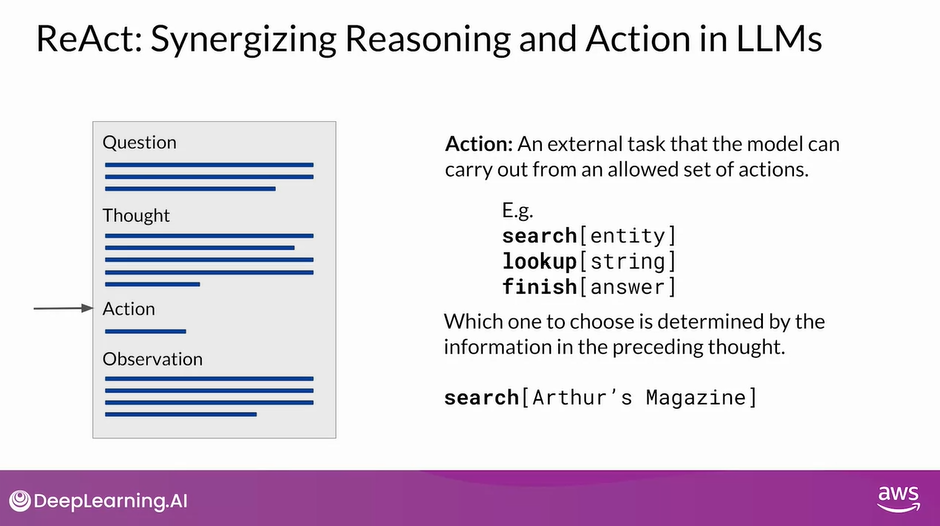 ReAct: Synergizing Reasoning and Action in LLMs
Question
Thought
Action
Observation
Action: An external task that the model can
carry out from an allowed set of actions.
E.g.
search[entity]
lookup[string]
finish[answer]
Which one to choose is determined by the
information in the preceding thought.
search[Arthur's Magazine]
DeepLearning.AI
aws